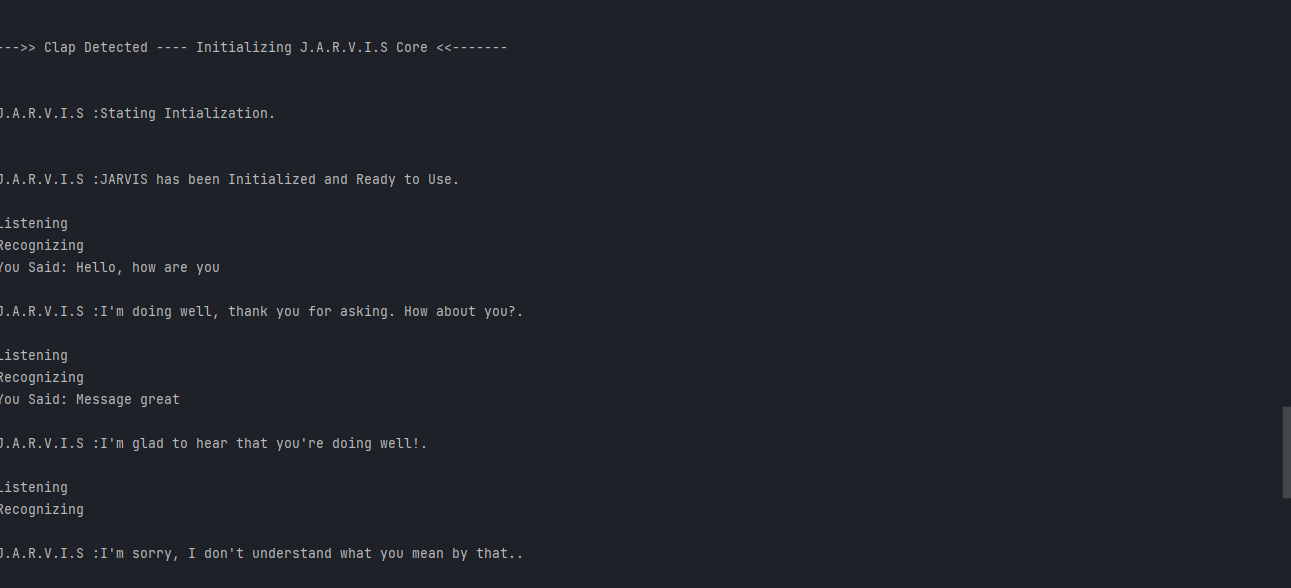 --->> Clap Detected ---- Initializing J.A.R.V.I.S Core <<-------
J.A.R.V.I.S :Stating Intialization.
J.A.R.V.I.S :JARVIS has been Initialized and Ready to Use.
Listening
Recognizing
You Said: Hello, how are you
J.A.R.V.I.S :I'm doing well, thank you for asking. How about you?.
Listening
Recognizing
You Said: Message great
J.A.R.V.I.S :I'm glad to hear that you're doing well!.
Listening
Recognizing
J.A.R.V.I.S :I'm sorry, I don't understand what you mean by that..